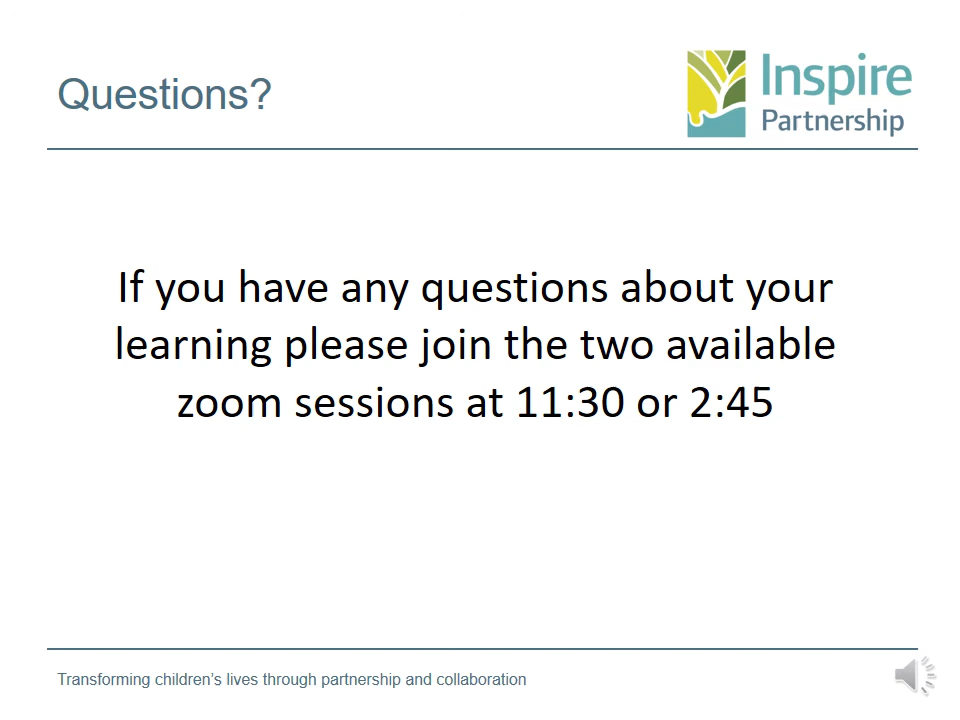 Questions?
Inspire
Partnership
If you have any questions about your
learning please join the two available
zoom sessions at 11:30 or 2:45
Transforming children’s lives through partnership and collaboration